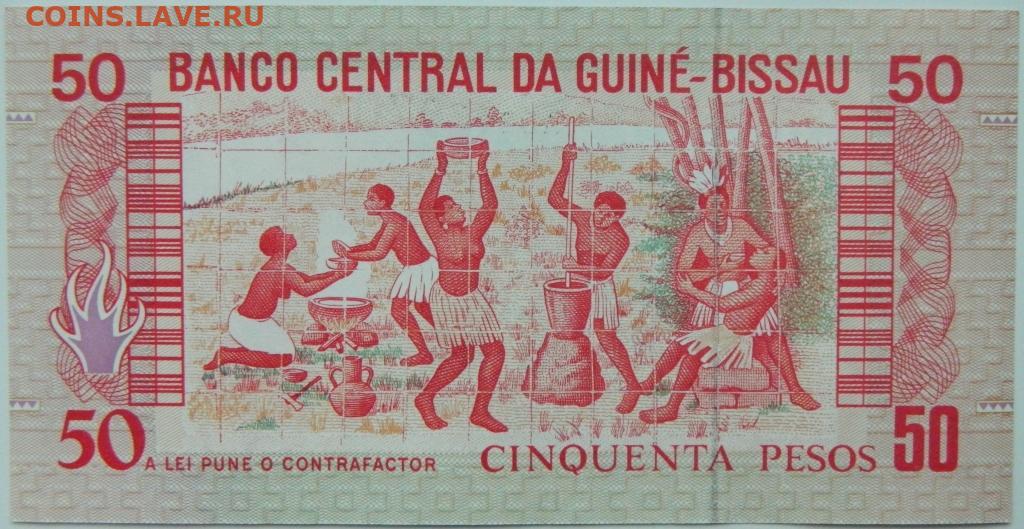 COINS.LAVE.RU
50 BANCO CENTRAL DA GUINÉ-BISSAU 50
50 A LEI PUNE O CONTRAFACTOR CINQUENTA PESOS 50